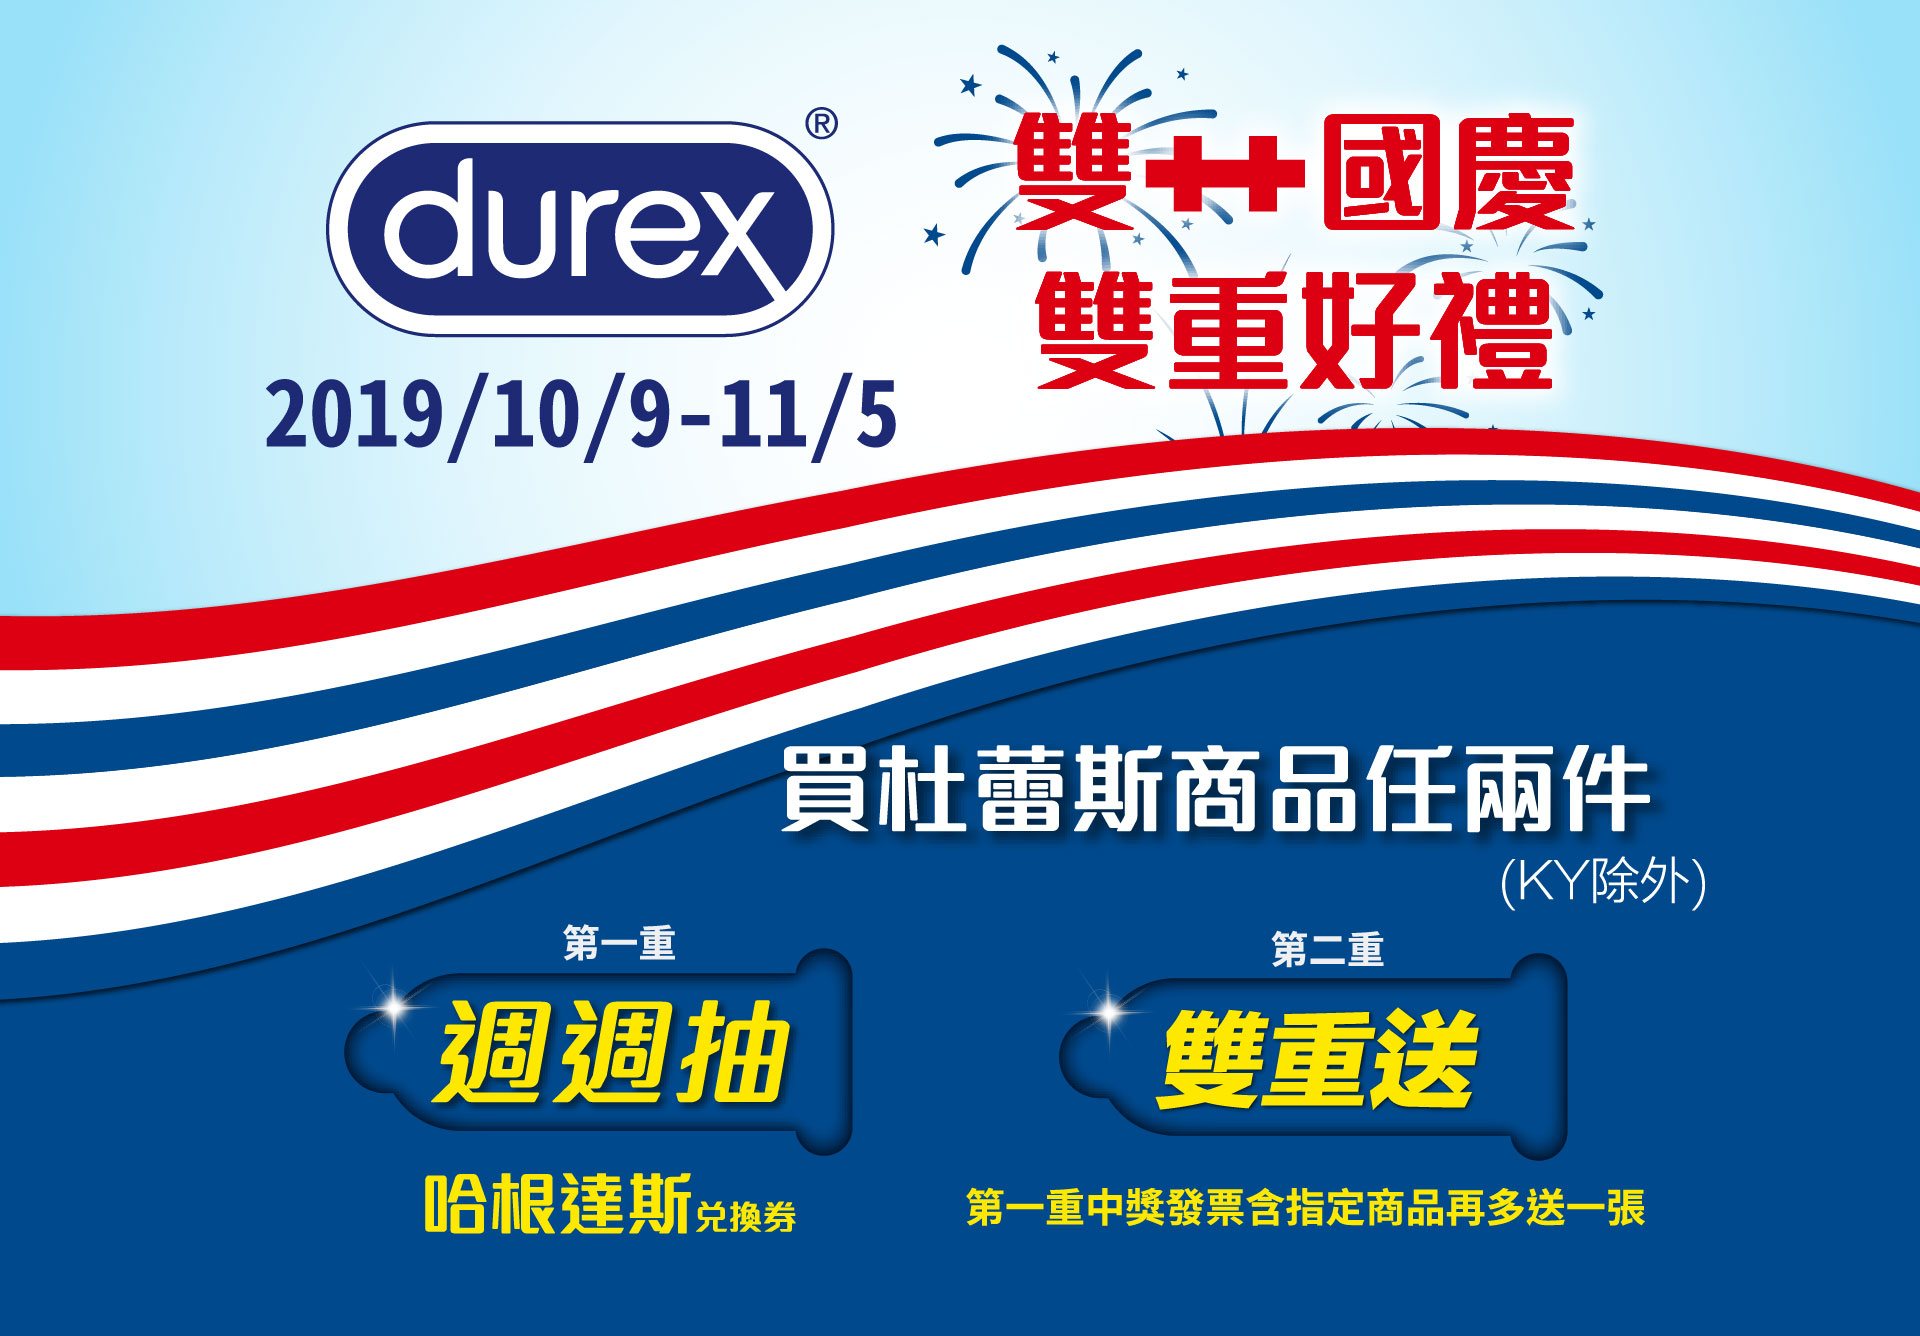 durex®
2019/10/9-11/5
雙十十國慶
雙重好禮
買杜蕾斯商品任兩件
(KY除外)
第一重
週週抽
哈根達斯兌換券
第二重
雙重送
第一重中獎發票含指定商品再多送一張